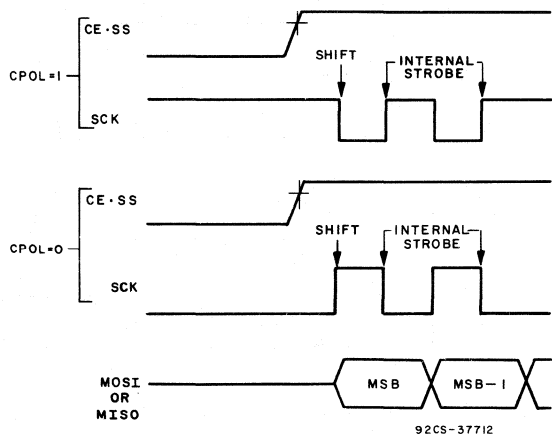 CE·SS
SHIFT
INTERNAL
STROBE
CPOL=1
SCK
CE·SS
SHIFT
INTERNAL
STROBE
CPOL=0
SCK
MOSI
OR
MISO
MSB
MSB-1
92CS-37712